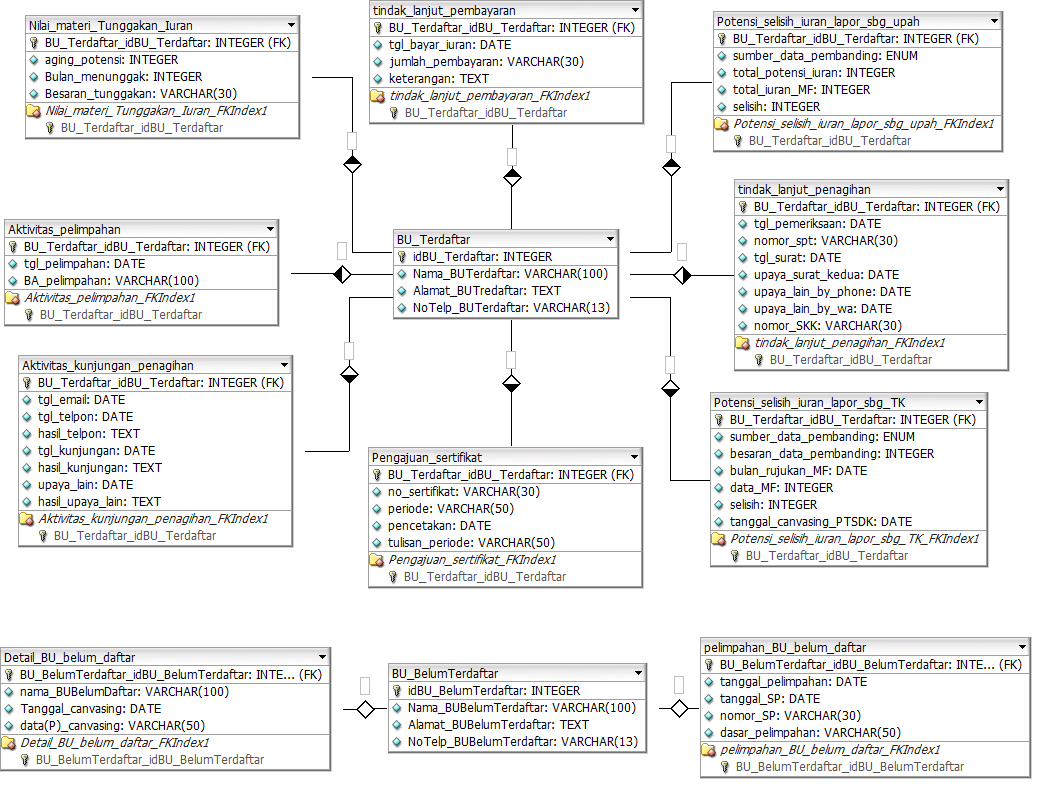 Nilai_materi_Tunggakan_Iuran
BU_Terdaftar_idBU_Terdaftar: INTEGER (FK)
aging_potensi: INTEGER
Bulan_menunggak: INTEGER
Besaran_tunggakan: VARCHAR(30)
Nilai_materi_Tunggakan_Iuran_FKIndex1
BU_Terdaftar_idBU_Terdaftar
tindak_lanjut_pembayaran
BU_Terdaftar_idBU_Terdaftar: INTEGER (FK)
tgl_bayar_iuran: DATE
jumlah_pembayaran: VARCHAR(30)
keterangan: TEXT
tindak_lanjut_pembayaran_FKIndex1
BU_Terdaftar_idBU_Terdaftar
Potensi_selisih_iuran_lapor_sbg_upah
BU_Terdaftar_idBU_Terdaftar: INTEGER (FK)
sumber_data_pembanding: ENUM
total_potensi_iuran: INTEGER
total_iuran_MF: INTEGER
selisih: INTEGER
Potensi_selisih_iuran_lapor_sbg_upah_FKIndex1
BU_Terdaftar_idBU_Terdaftar
Aktivitas_pelimpahan
BU_Terdaftar_idBU_Terdaftar: INTEGER (FK)
tgl_pelimpahan: DATE
BA_pelimpahan: VARCHAR(100)
Aktivitas_pelimpahan_FKIndex1
BU_Terdaftar_idBU_Terdaftar
BU_Terdaftar
idBU_Terdaftar: INTEGER
Nama_BUTerdaftar: VARCHAR(100)
Alamat_BUTredaftar: TEXT
NoTelp_BUTerdaftar: VARCHAR(13)
tindak_lanjut_penagihan
BU_Terdaftar_idBU_Terdaftar: INTEGER (FK)
tgl_pemeriksaan: DATE
nomor_spt: VARCHAR(30)
tgl_surat: DATE
upaya_surat_kedua: DATE
upaya_lain_by_phone: DATE
upaya_lain_by_wa: DATE
nomor_SKK: VARCHAR(30)
tindak_lanjut_penagihan_FKIndex1
BU_Terdaftar_idBU_Terdaftar
Aktivitas_kunjungan_penagihan
BU_Terdaftar_idBU_Terdaftar: INTEGER (FK)
tgl_email: DATE
tgl_telpon: DATE
hasil_telpon: TEXT
tgl_kunjungan: DATE
hasil_kunjungan: TEXT
upaya_lain: DATE
hasil_upaya_lain: TEXT
Aktivitas_kunjungan_penagihan_FKIndex1
BU_Terdaftar_idBU_Terdaftar
Pengajuan_sertifikat
BU_Terdaftar_idBU_Terdaftar: INTEGER (FK)
no_sertifikat: VARCHAR(30)
periode: VARCHAR(50)
pencetakan: DATE
tulisan_periode: VARCHAR(50)
Pengajuan_sertifikat_FKIndex1
BU_Terdaftar_idBU_Terdaftar
Potensi_selisih_iuran_lapor_sbg_TK
BU_Terdaftar_idBU_Terdaftar: INTEGER (FK)
sumber_data_pembanding: ENUM
besaran_data_pembanding: INTEGER
bulan_rujukan_MF: DATE
data_MF: INTEGER
selisih: INTEGER
tanggal_canvasing_PTSDK: DATE
Potensi_selisih_iuran_lapor_sbg_TK_FKIndex1
BU_Terdaftar_idBU_Terdaftar
Detail_BU_belum_daftar
BU_BelumTerdaftar_idBU_BelumTerdaftar: INTE... (FK)
nama_BUBelumDaftar: VARCHAR(100)
Tanggal_canvasing: DATE
data(P)_canvasing: VARCHAR(50)
Detail_BU_belum_daftar_FKIndex1
BU_BelumTerdaftar_idBU_BelumTerdaftar
BU_BelumTerdaftar
idBU_BelumTerdaftar: INTEGER
Nama_BUBelumTerdaftar: VARCHAR(100)
Alamat_BUBelumTerdaftar: TEXT
NoTelp_BUBelumTerdaftar: VARCHAR(13)
pelimpahan_BU_belum_daftar
BU_BelumTerdaftar_idBU_BelumTerdaftar: INTE... (FK)
tanggal_pelimpahan: DATE
tanggal_SP: DATE
nomor_SP: VARCHAR(30)
dasar_pelimpahan: VARCHAR(50)
pelimpahan_BU_belum_daftar_FKIndex1
BU_BelumTerdaftar_idBU_BelumTerdaftar